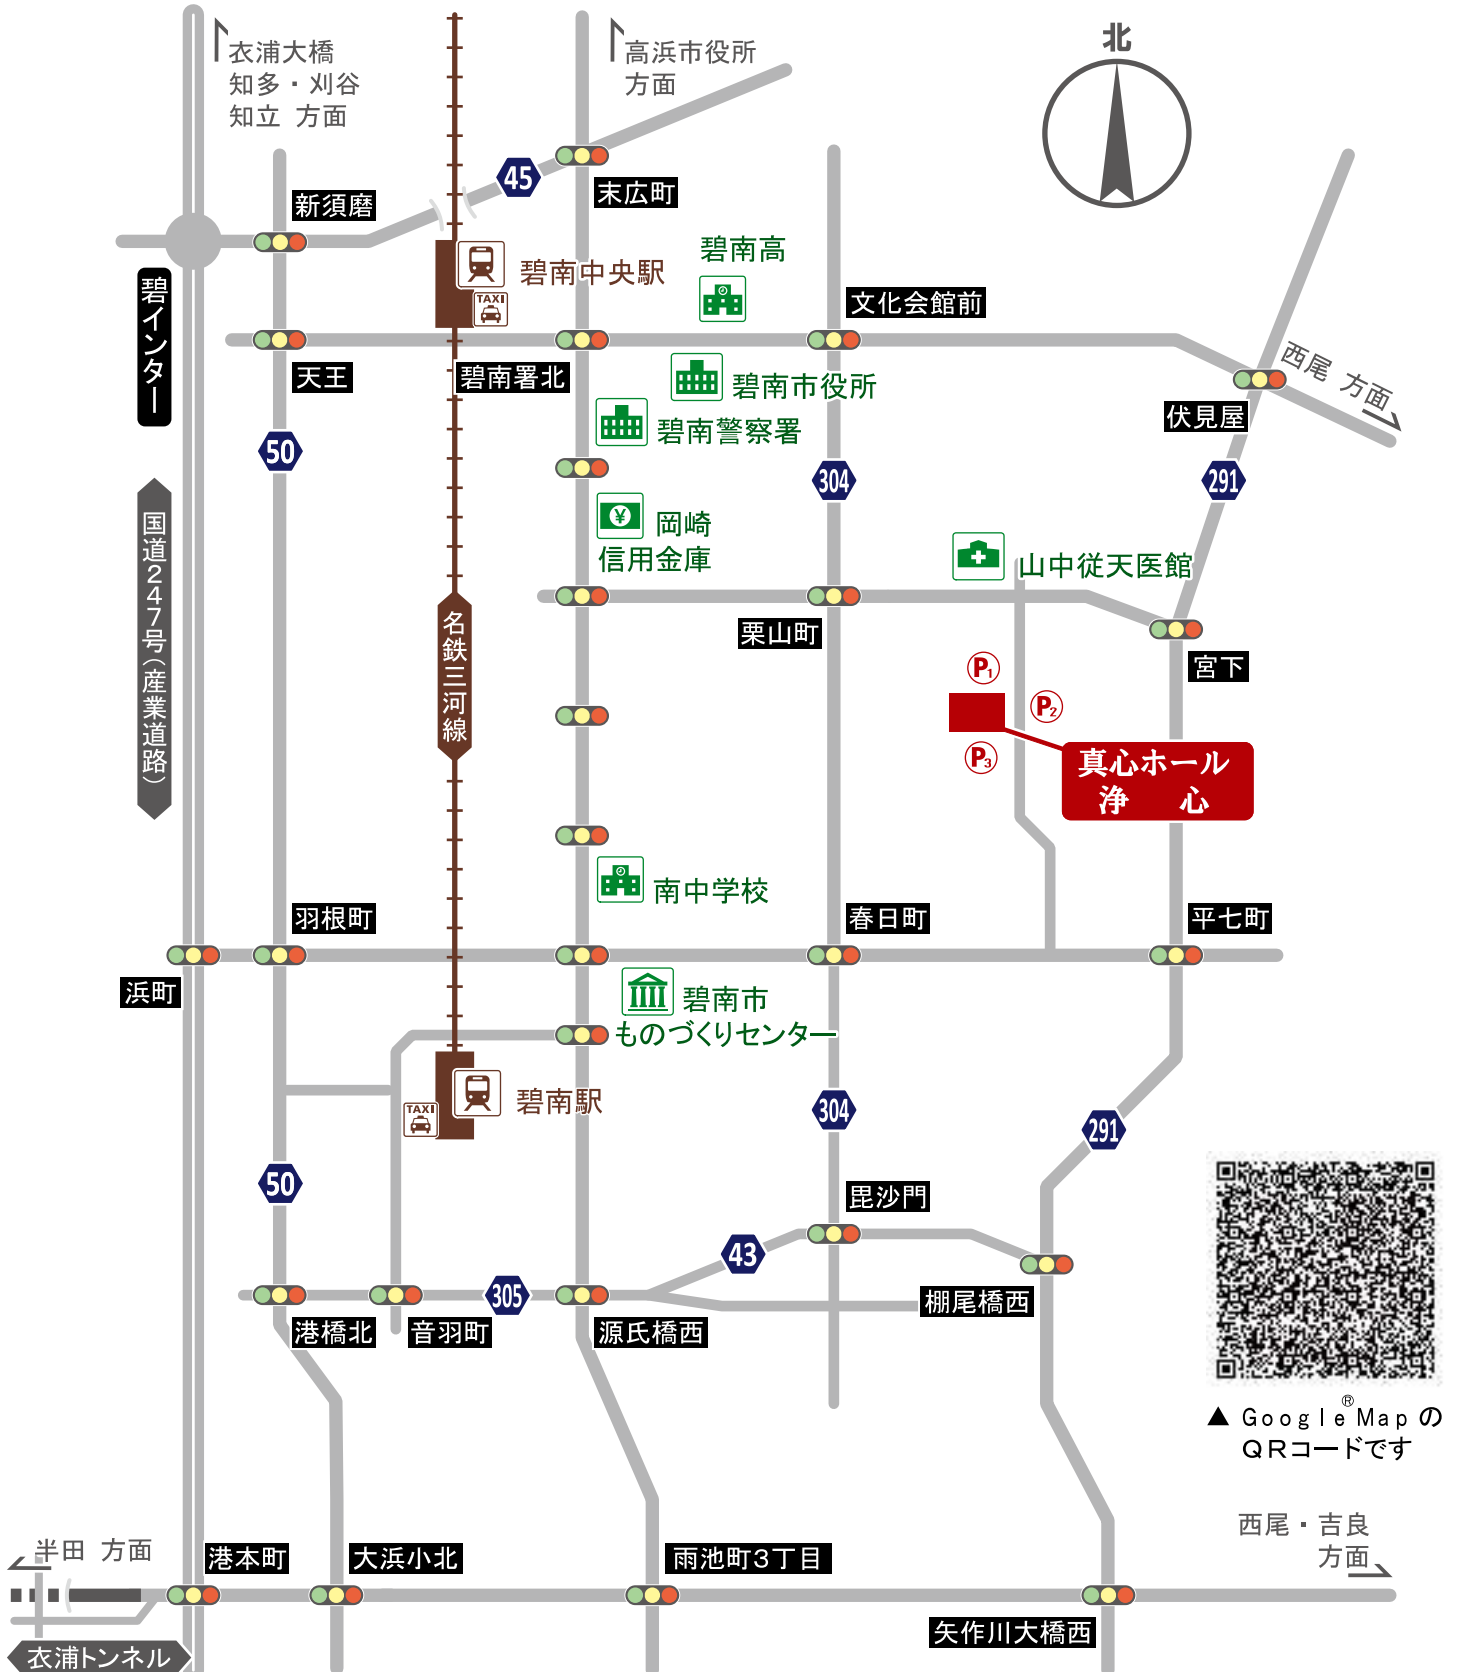 衣浦大橋
知多・刈谷
知立 方面
高浜市役所
方面
北
45
新須磨
末広町
碧南高
碧南中央駅
TAXI
碧インター
文化会館前
西尾 方面
天王
碧南署北
碧南市役所
伏見屋
碧南警察署
50
304
291
国道247号(産業道路)
¥
岡崎
信用金庫
山中従天医館
名鉄三河線
栗山町
宮下
P1
P2
P3
真心ホール
浄 心
南中学校
羽根町
春日町
平七町
浜町
碧南市
ものづくりセンター
碧南駅
TAXI
304
291
50
毘沙門
43
305
棚尾橋西
港橋北
音羽町
源氏橋西
▲ Google®Map の
QRコードです
西尾・吉良
方面
半田 方面
港本町
大浜小北
雨池町3丁目
矢作川大橋西
衣浦トンネル